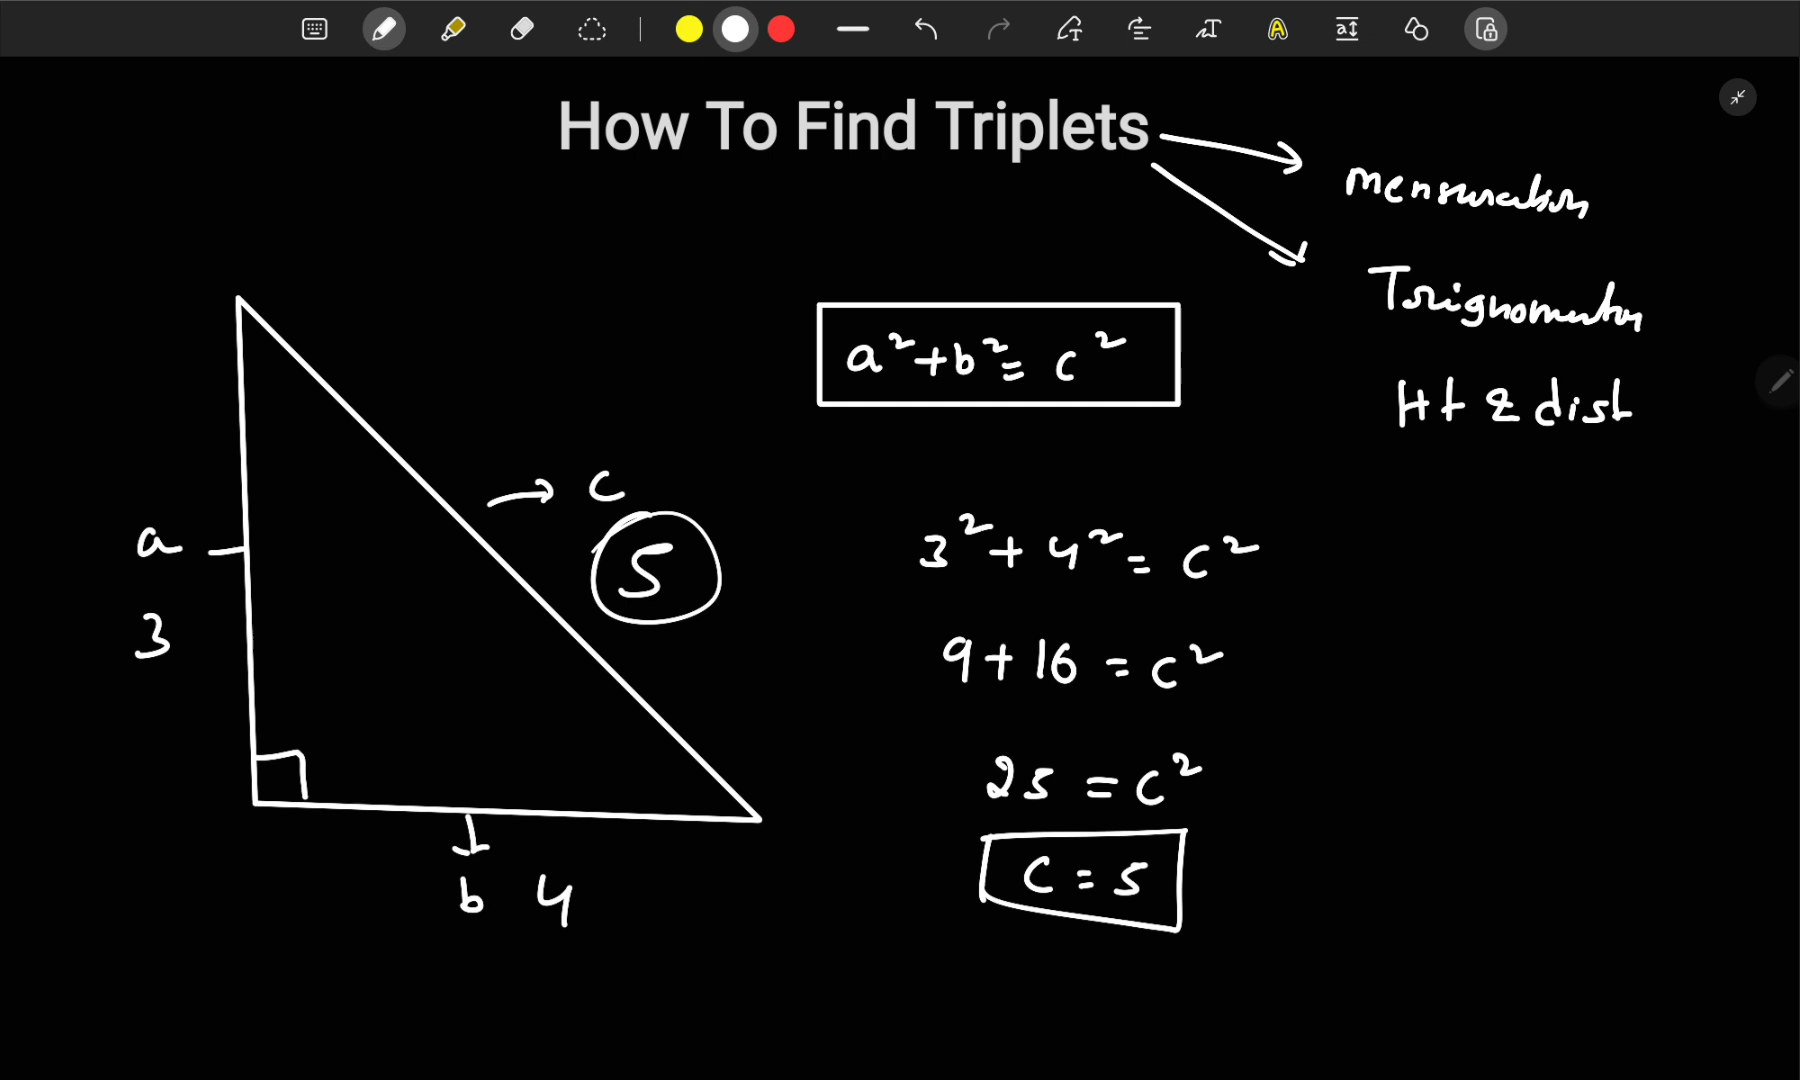 How To Find Triplets
mensuration
Trignometry
Ht & dist
a²+b²= c²
c
5
a
3
b 4
3²+ 4²= c²
9+16 = c²
25 = c²
C = 5